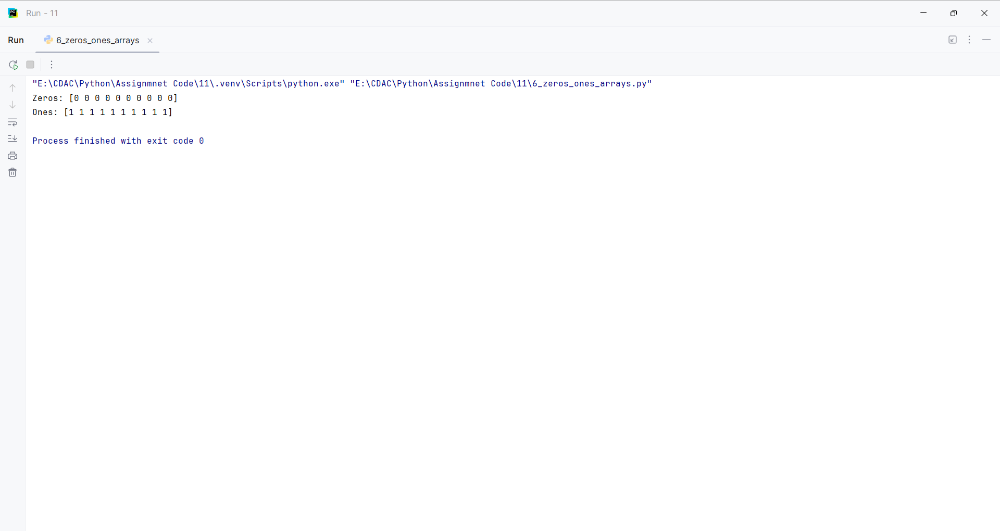 Run - 11
Run 6_zeros_ones_arrays
"E:\CDAC\Python\Assignmnet Code\11\.venv\Scripts\python.exe" "E:\CDAC\Python\Assignmnet Code\11\6_zeros_ones_arrays.py"
Zeros: [0 0 0 0 0 0 0 0 0 0]
Ones: [1 1 1 1 1 1 1 1 1 1]
Process finished with exit code 0